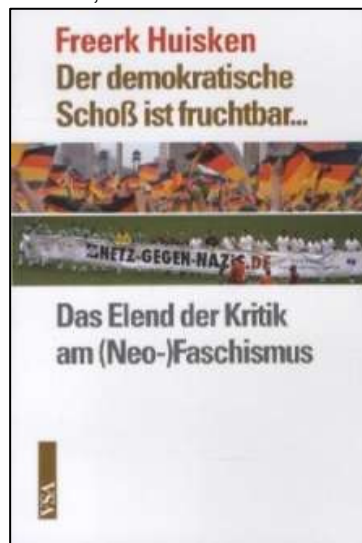 Freerk Huisken
Der demokratische
Schoß ist fruchtbar...
NETZ-GEGEN-NAZIS.DE
Das Elend der Kritik
am (Neo-)Faschismus
VSA